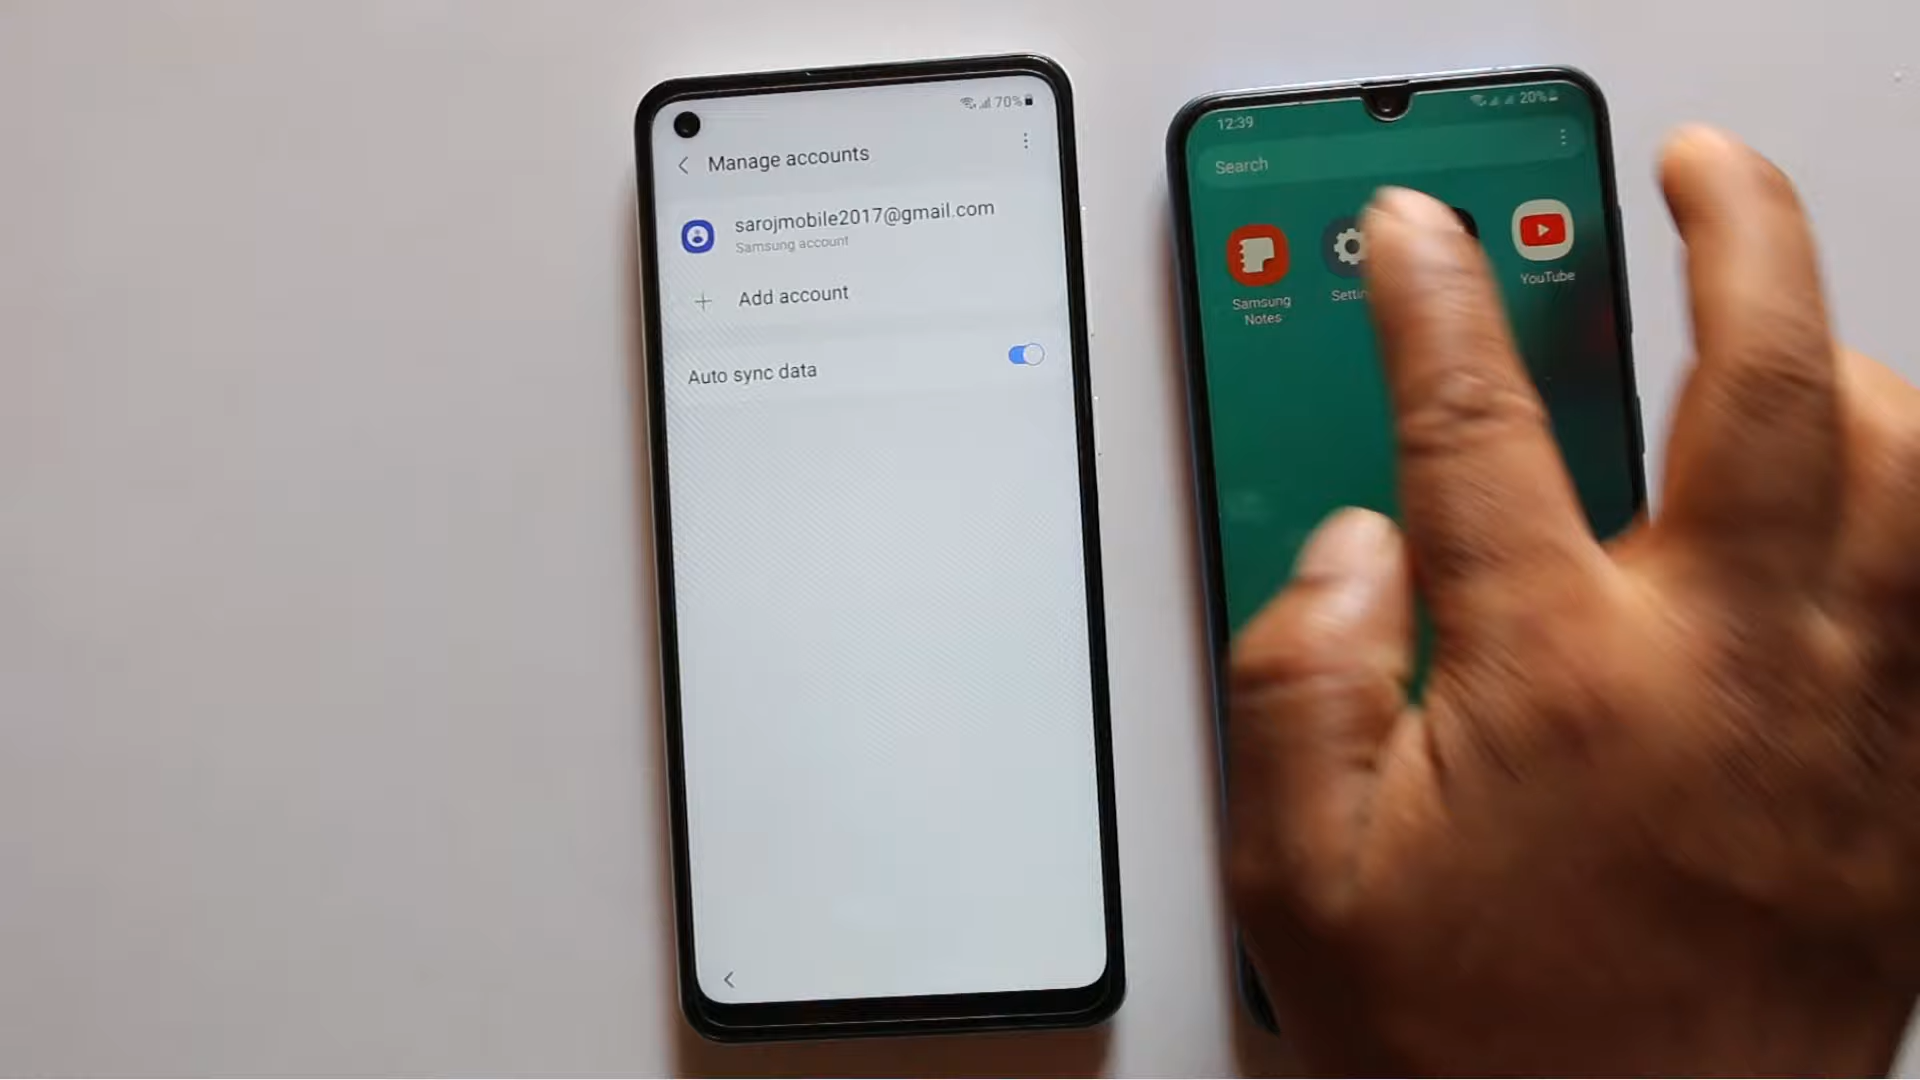 70%
Manage accounts
sarojmobile2017@gmail.com
Samsung account
Add account
Auto sync data
12:39
20%
Search
Samsung
Notes
Settin
YouTube